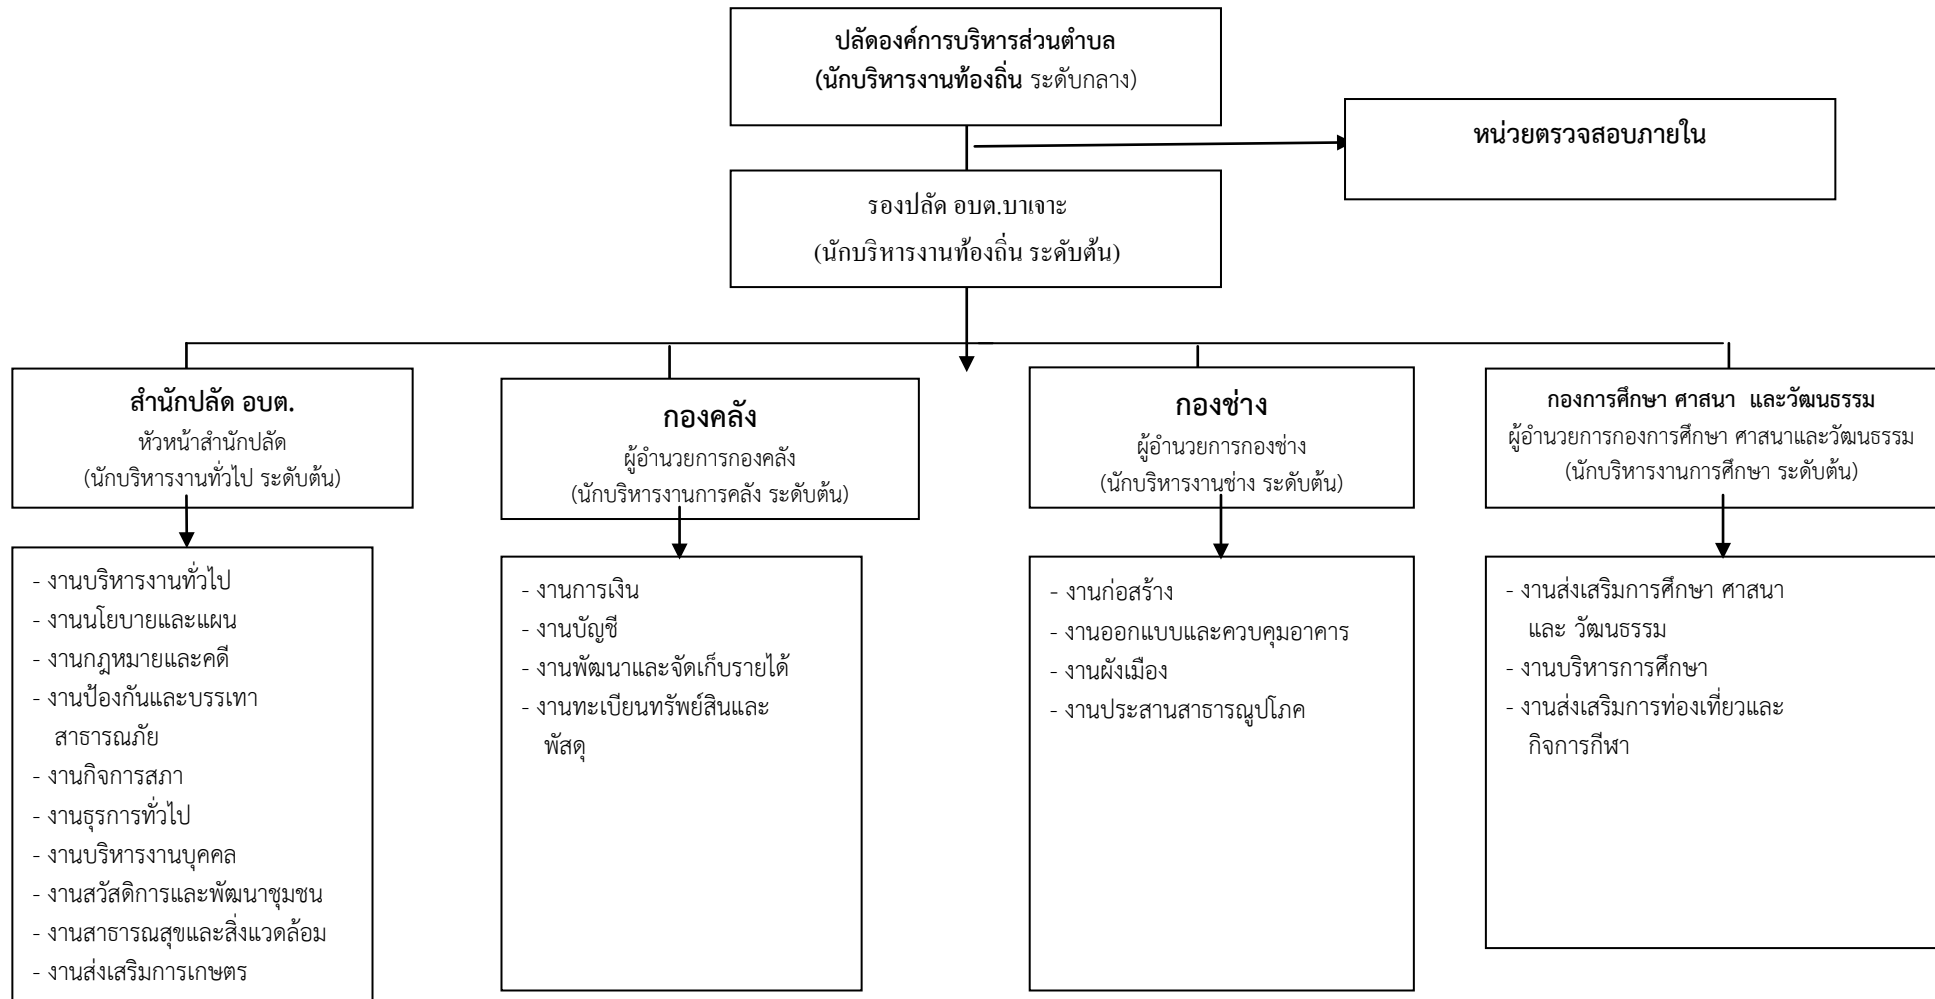 ปลัดองค์การบริหารส่วนตำบล
(นักบริหารงานท้องถิ่น ระดับกลาง)
หน่วยตรวจสอบภายใน
รองปลัด อบต.บาเจาะ
(นักบริหารงานท้องถิ่น ระดับต้น)
สำนักปลัด อบต.
หัวหน้าสำนักปลัด
(นักบริหารงานทั่วไป ระดับต้น)
- งานบริหารงานทั่วไป
- งานนโยบายและแผน
- งานกฎหมายและคดี
- งานป้องกันและบรรเทา
สาธารณภัย
- งานกิจการสภา
- งานธุรการทั่วไป
- งานบริหารงานบุคคล
- งานสวัสดิการและพัฒนาชุมชน
- งานสาธารณสุขและสิ่งแวดล้อม
- งานส่งเสริมการเกษตร
กองคลัง
ผู้อำนวยการกองคลัง
(นักบริหารงานการคลัง ระดับต้น)
- งานการเงิน
- งานบัญชี
- งานพัฒนาและจัดเก็บรายได้
- งานทะเบียนทรัพย์สินและ
พัสดุ
กองช่าง
ผู้อำนวยการกองช่าง
(นักบริหารงานช่าง ระดับต้น)
- งานก่อสร้าง
- งานออกแบบและควบคุมอาคาร
- งานผังเมือง
- งานประสานสาธารณูปโภค
กองการศึกษา ศาสนา และวัฒนธรรม
ผู้อำนวยการกองการศึกษา ศาสนาและวัฒนธรรม
(นักบริหารงานการศึกษา ระดับต้น)
- งานส่งเสริมการศึกษา ศาสนา
และ วัฒนธรรม
- งานบริหารการศึกษา
- งานส่งเสริมการท่องเที่ยวและ
กิจการกีฬา